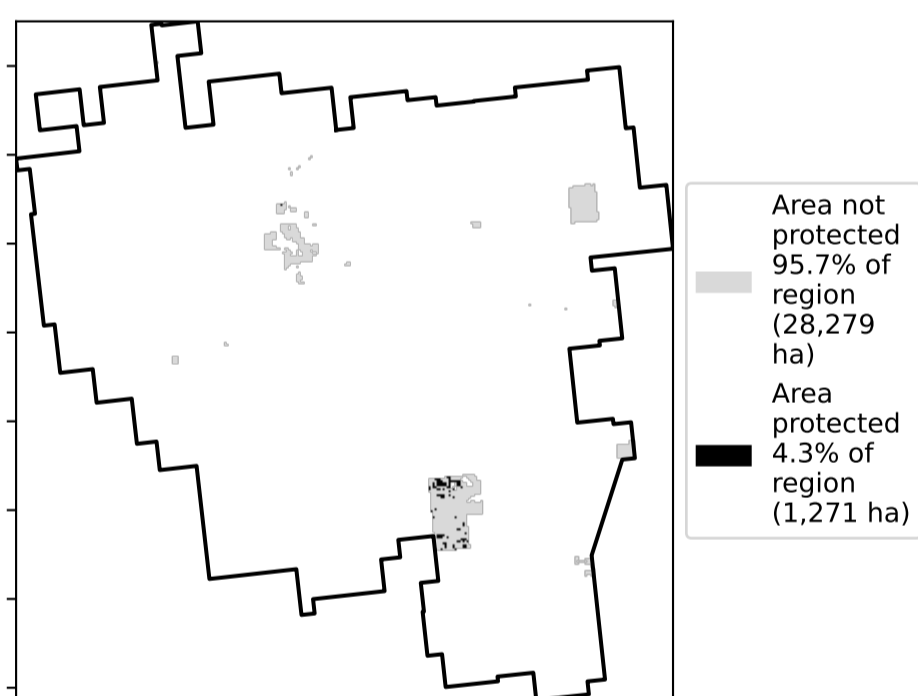 Area not
protected
95.7% of
region
(28,279
ha)
Area
protected
4.3% of
region
(1,271 ha)